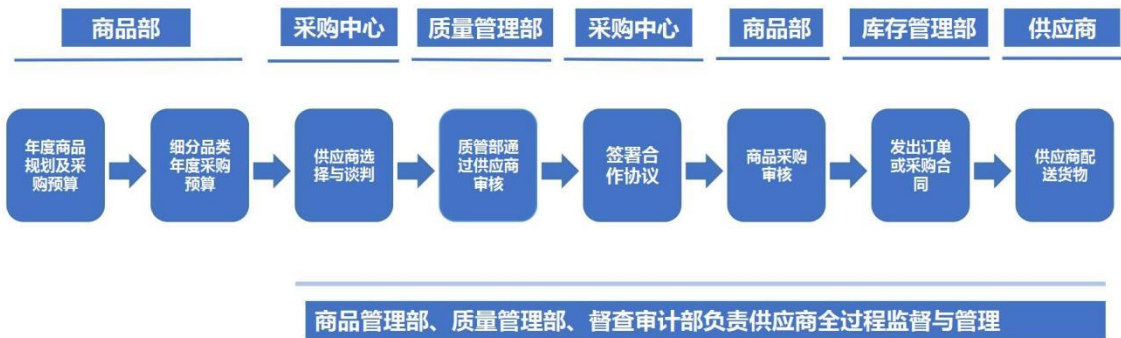 商品部
采购中心
质量管理部
采购中心
商品部
库存管理部
供应商
年度商品
规划及采
购预算
细分品类
年度采购
预算
供应商选
择与谈判
质管部通
过供应商
审核
签署合
作协议
商品采购
审核
发出订单
或采购合
同
供应商配
送货物
商品管理部、质量管理部、督查审计部负责供应商全过程监督与管理